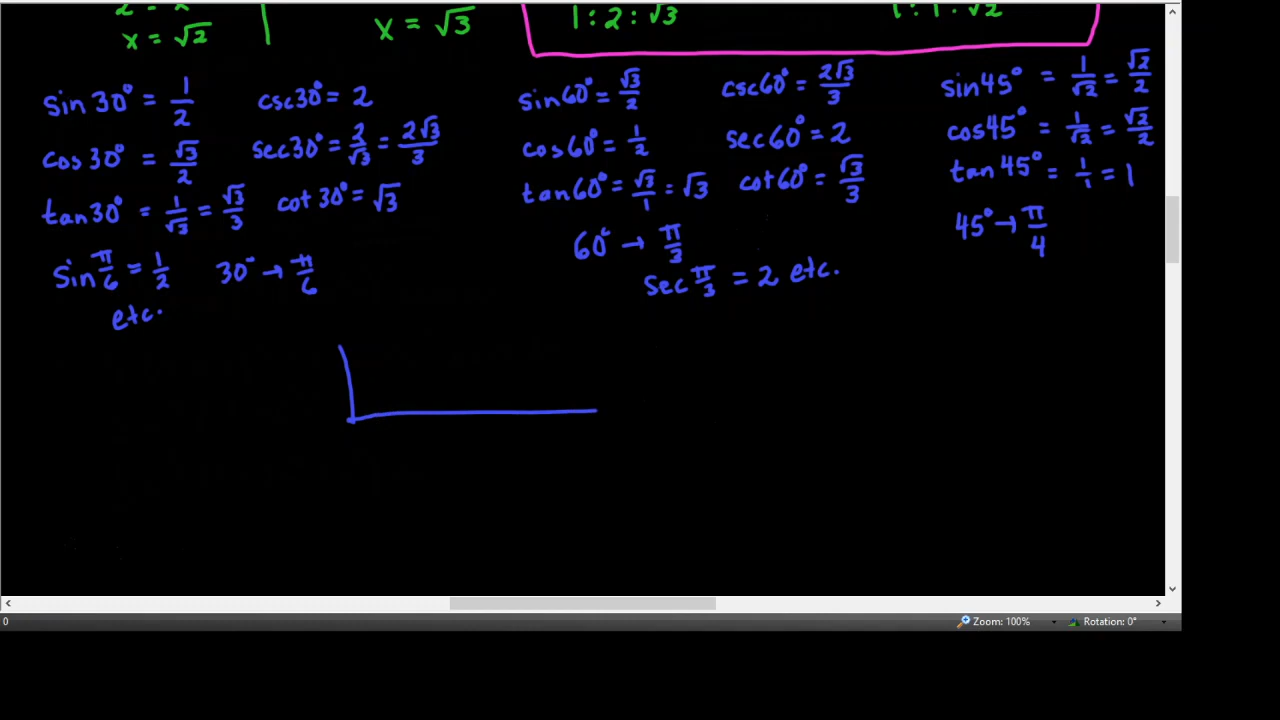 x = √2
x = √3
1 : 2 : √3
1 : 1 : √2
sin 30° = 1/2
csc 30° = 2
cos 30° = √3/2
sec 30° = 2/√3 = 2√3/3
tan 30° = 1/√3 = √3/3
cot 30° = √3
sin π/6 = 1/2
30° → π/6
etc.
sin 60° = √3/2
csc 60° = 2√3/3
cos 60° = 1/2
sec 60° = 2
tan 60° = √3/1 = √3
cot 60° = √3/3
60° → π/3
sec π/3 = 2 etc.
sin 45° = 1/√2 = √2/2
cos 45° = 1/√2 = √2/2
tan 45° = 1/1 = 1
45° → π/4
0
Zoom: 100%
Rotation: 0°